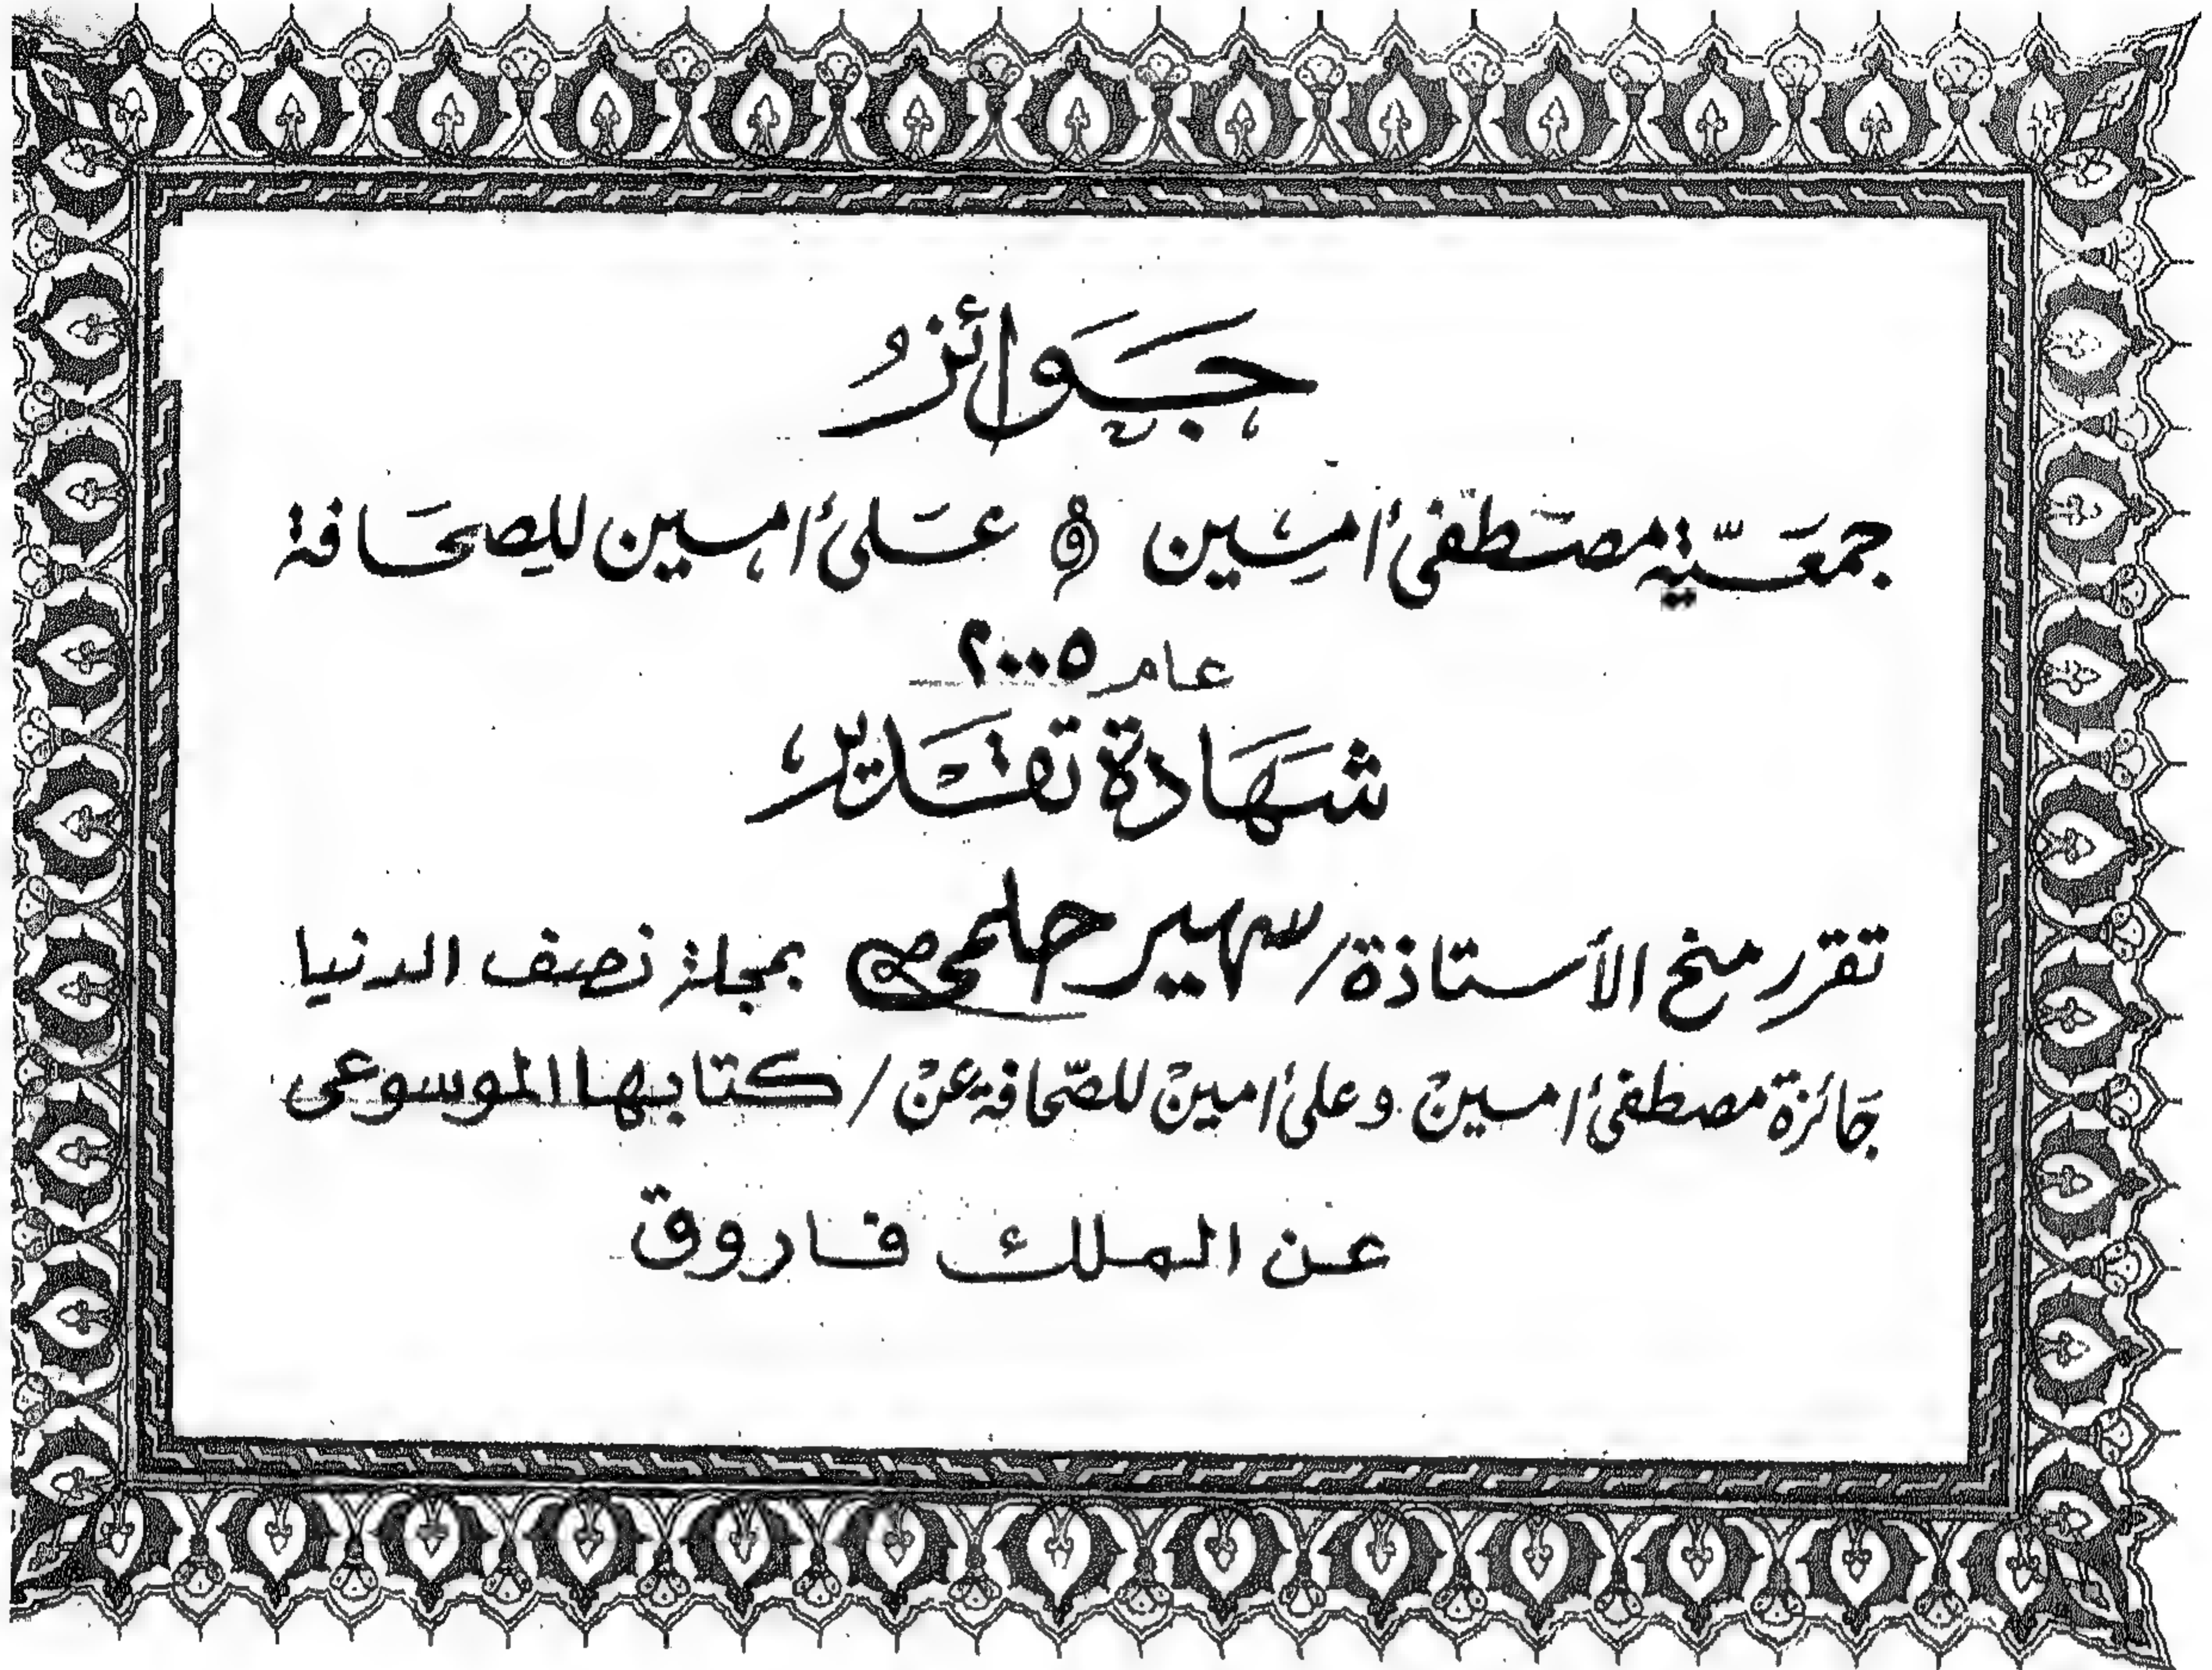 جوائز
جمعية مصطفى أمين و على أمين للصحافة
عام ٢٠٠٥
شهادة تقدير
تقرر منح الأستاذة/ سهير حلمى بمجلة نصف الدنيا
جائزة مصطفى أمين وعلى أمين للصحافة عن/ كتابها الموسوعى
عن الملك فاروق